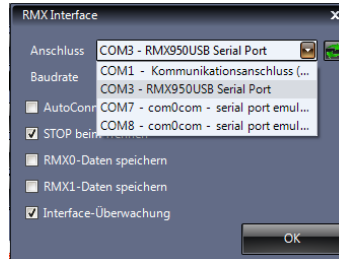 RMX Interface x
Anschluss COM3 - RMX950USB Serial Port
Baudrate COM1 - Kommunikationsanschluss (...
COM3 - RMX950USB Serial Port
AutoConn COM7 - com0com - serial port emul...
STOP beim COM8 - com0com - serial port emul...
RMX0-Daten speichern
RMX1-Daten speichern
Interface-Überwachung
OK